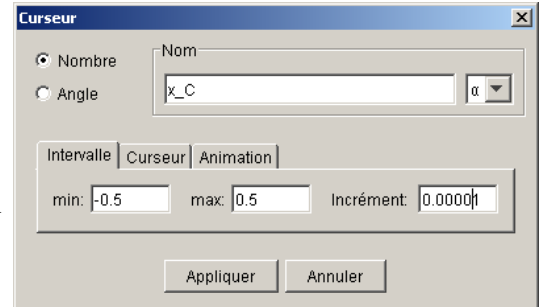 Curseur
Nombre
Angle
Nom
x_C
α
Intervalle Curseur Animation
min: -0.5 max: 0.5 Incrément: 0.00001
Appliquer Annuler